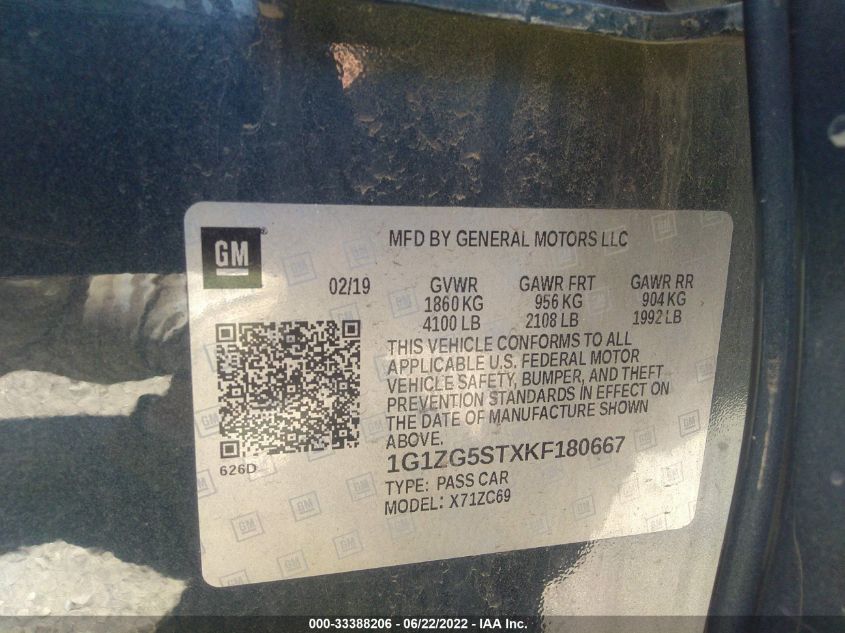 GM
MFD BY GENERAL MOTORS LLC
02/19
GVWR GAWR FRT GAWR RR
1860 KG 956 KG 904 KG
4100 LB 2108 LB 1992 LB
THIS VEHICLE CONFORMS TO ALL
APPLICABLE U.S. FEDERAL MOTOR
VEHICLE SAFETY, BUMPER, AND THEFT
PREVENTION STANDARDS IN EFFECT ON
THE DATE OF MANUFACTURE SHOWN
ABOVE.
626D
1G1ZG5STXKF180667
TYPE: PASS CAR
MODEL: X71ZC69
000-33388206 - 06/22/2022 - IAA Inc.